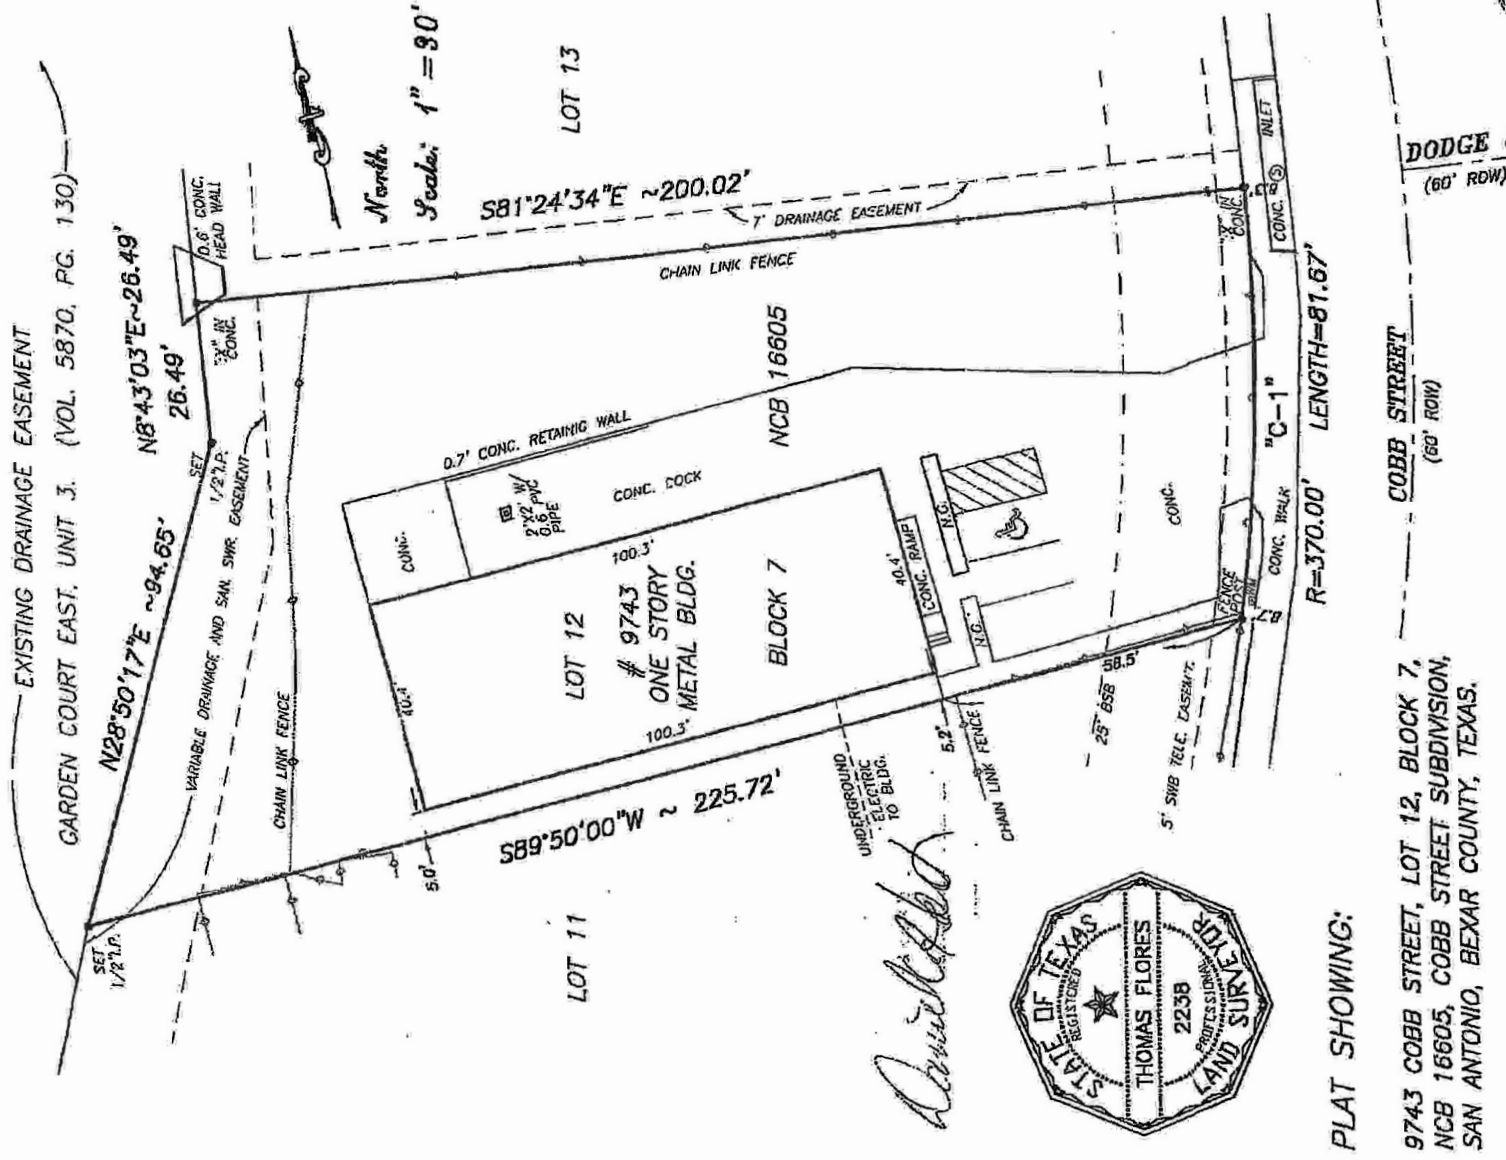 EXISTING DRAINAGE EASEMENT
GARDEN COURT EAST, UNIT 3. (VOL. 5870, PG. 130)
N28°50'17"E ~94.65'
N8°43'03"E~26.49'
26.49'
SET
1/2"I.P.
SET
1/2"I.P.
"X" IN
CONC.
0.6' CONC.
HEAD WALL
VARIABLE DRAINAGE AND SAN. SWR. EASEMENT
CHAIN LINK FENCE
North
Scale: 1" = 30'
LOT 13
S81°24'34"E ~200.02'
7' DRAINAGE EASEMENT
CHAIN LINK FENCE
0.7' CONC. RETAINIG WALL
NCB 16605
CONC.
2'X2' W/
0.6' PVC
PIPE
CONC. DOCK
100.3'
40.4'
LOT 12
# 9743
ONE STORY
METAL BLDG.
BLOCK 7
100.3'
40.4'
CONC. RAMP
N.G.
N.G.
CONC.
S89°50'00"W ~ 225.72'
5.0'
5.2'
58.5'
UNDERGROUND
ELECTRIC
TO BLDG.
CHAIN LINK FENCE
25' BSB
5' SWB TELE. EASEM'T.
FENCE
POST
8.7'
CONC. WALK
"C-1"
R=370.00' LENGTH=81.67'
"X" IN
CONC.
8.3'
CONC. (S) INLET
LOT 11
COBB STREET
(60' ROW)
DODGE
(60' ROW)
STATE OF TEXAS
REGISTERED
THOMAS FLORES
2238
PROFESSIONAL
LAND SURVEYOR
PLAT SHOWING:
9743 COBB STREET, LOT 12, BLOCK 7,
NCB 16605, COBB STREET SUBDIVISION,
SAN ANTONIO, BEXAR COUNTY, TEXAS.